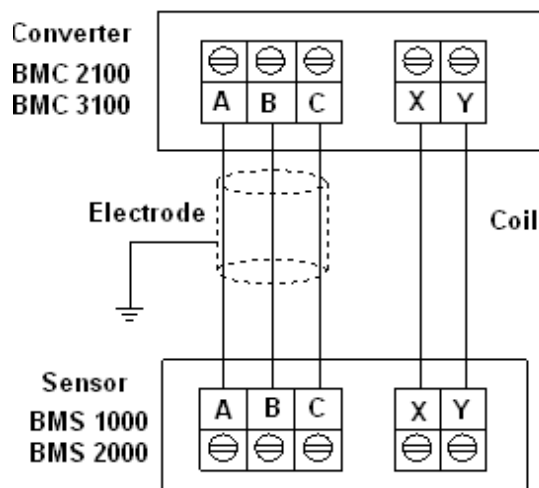 Converter
BMC 2100
BMC 3100
A B C X Y
Electrode
Coil
Sensor
BMS 1000
BMS 2000
A B C X Y